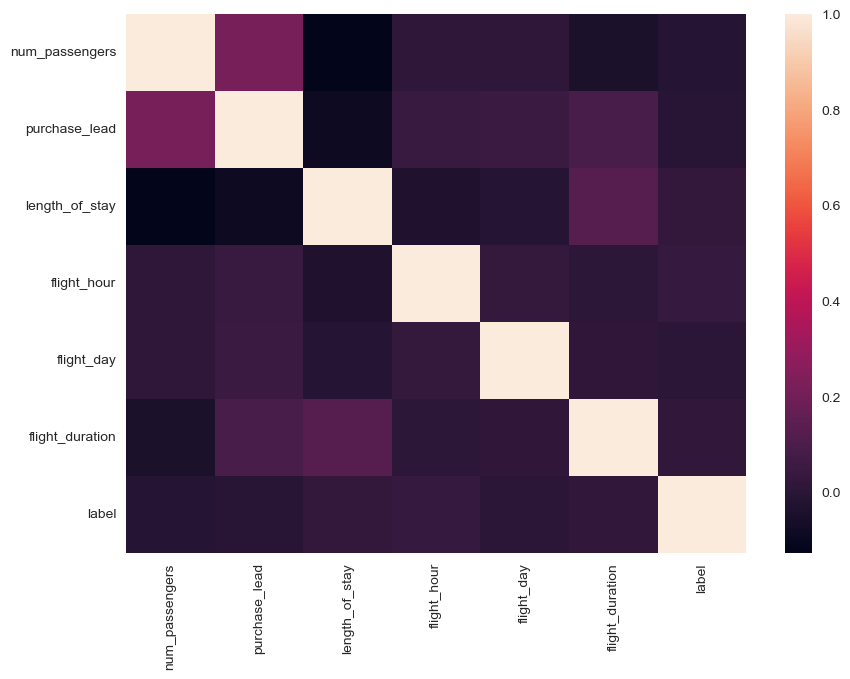 num_passengers
purchase_lead
length_of_stay
flight_hour
flight_day
flight_duration
label
num_passengers
purchase_lead
length_of_stay
flight_hour
flight_day
flight_duration
label
1.0
0.8
0.6
0.4
0.2
0.0